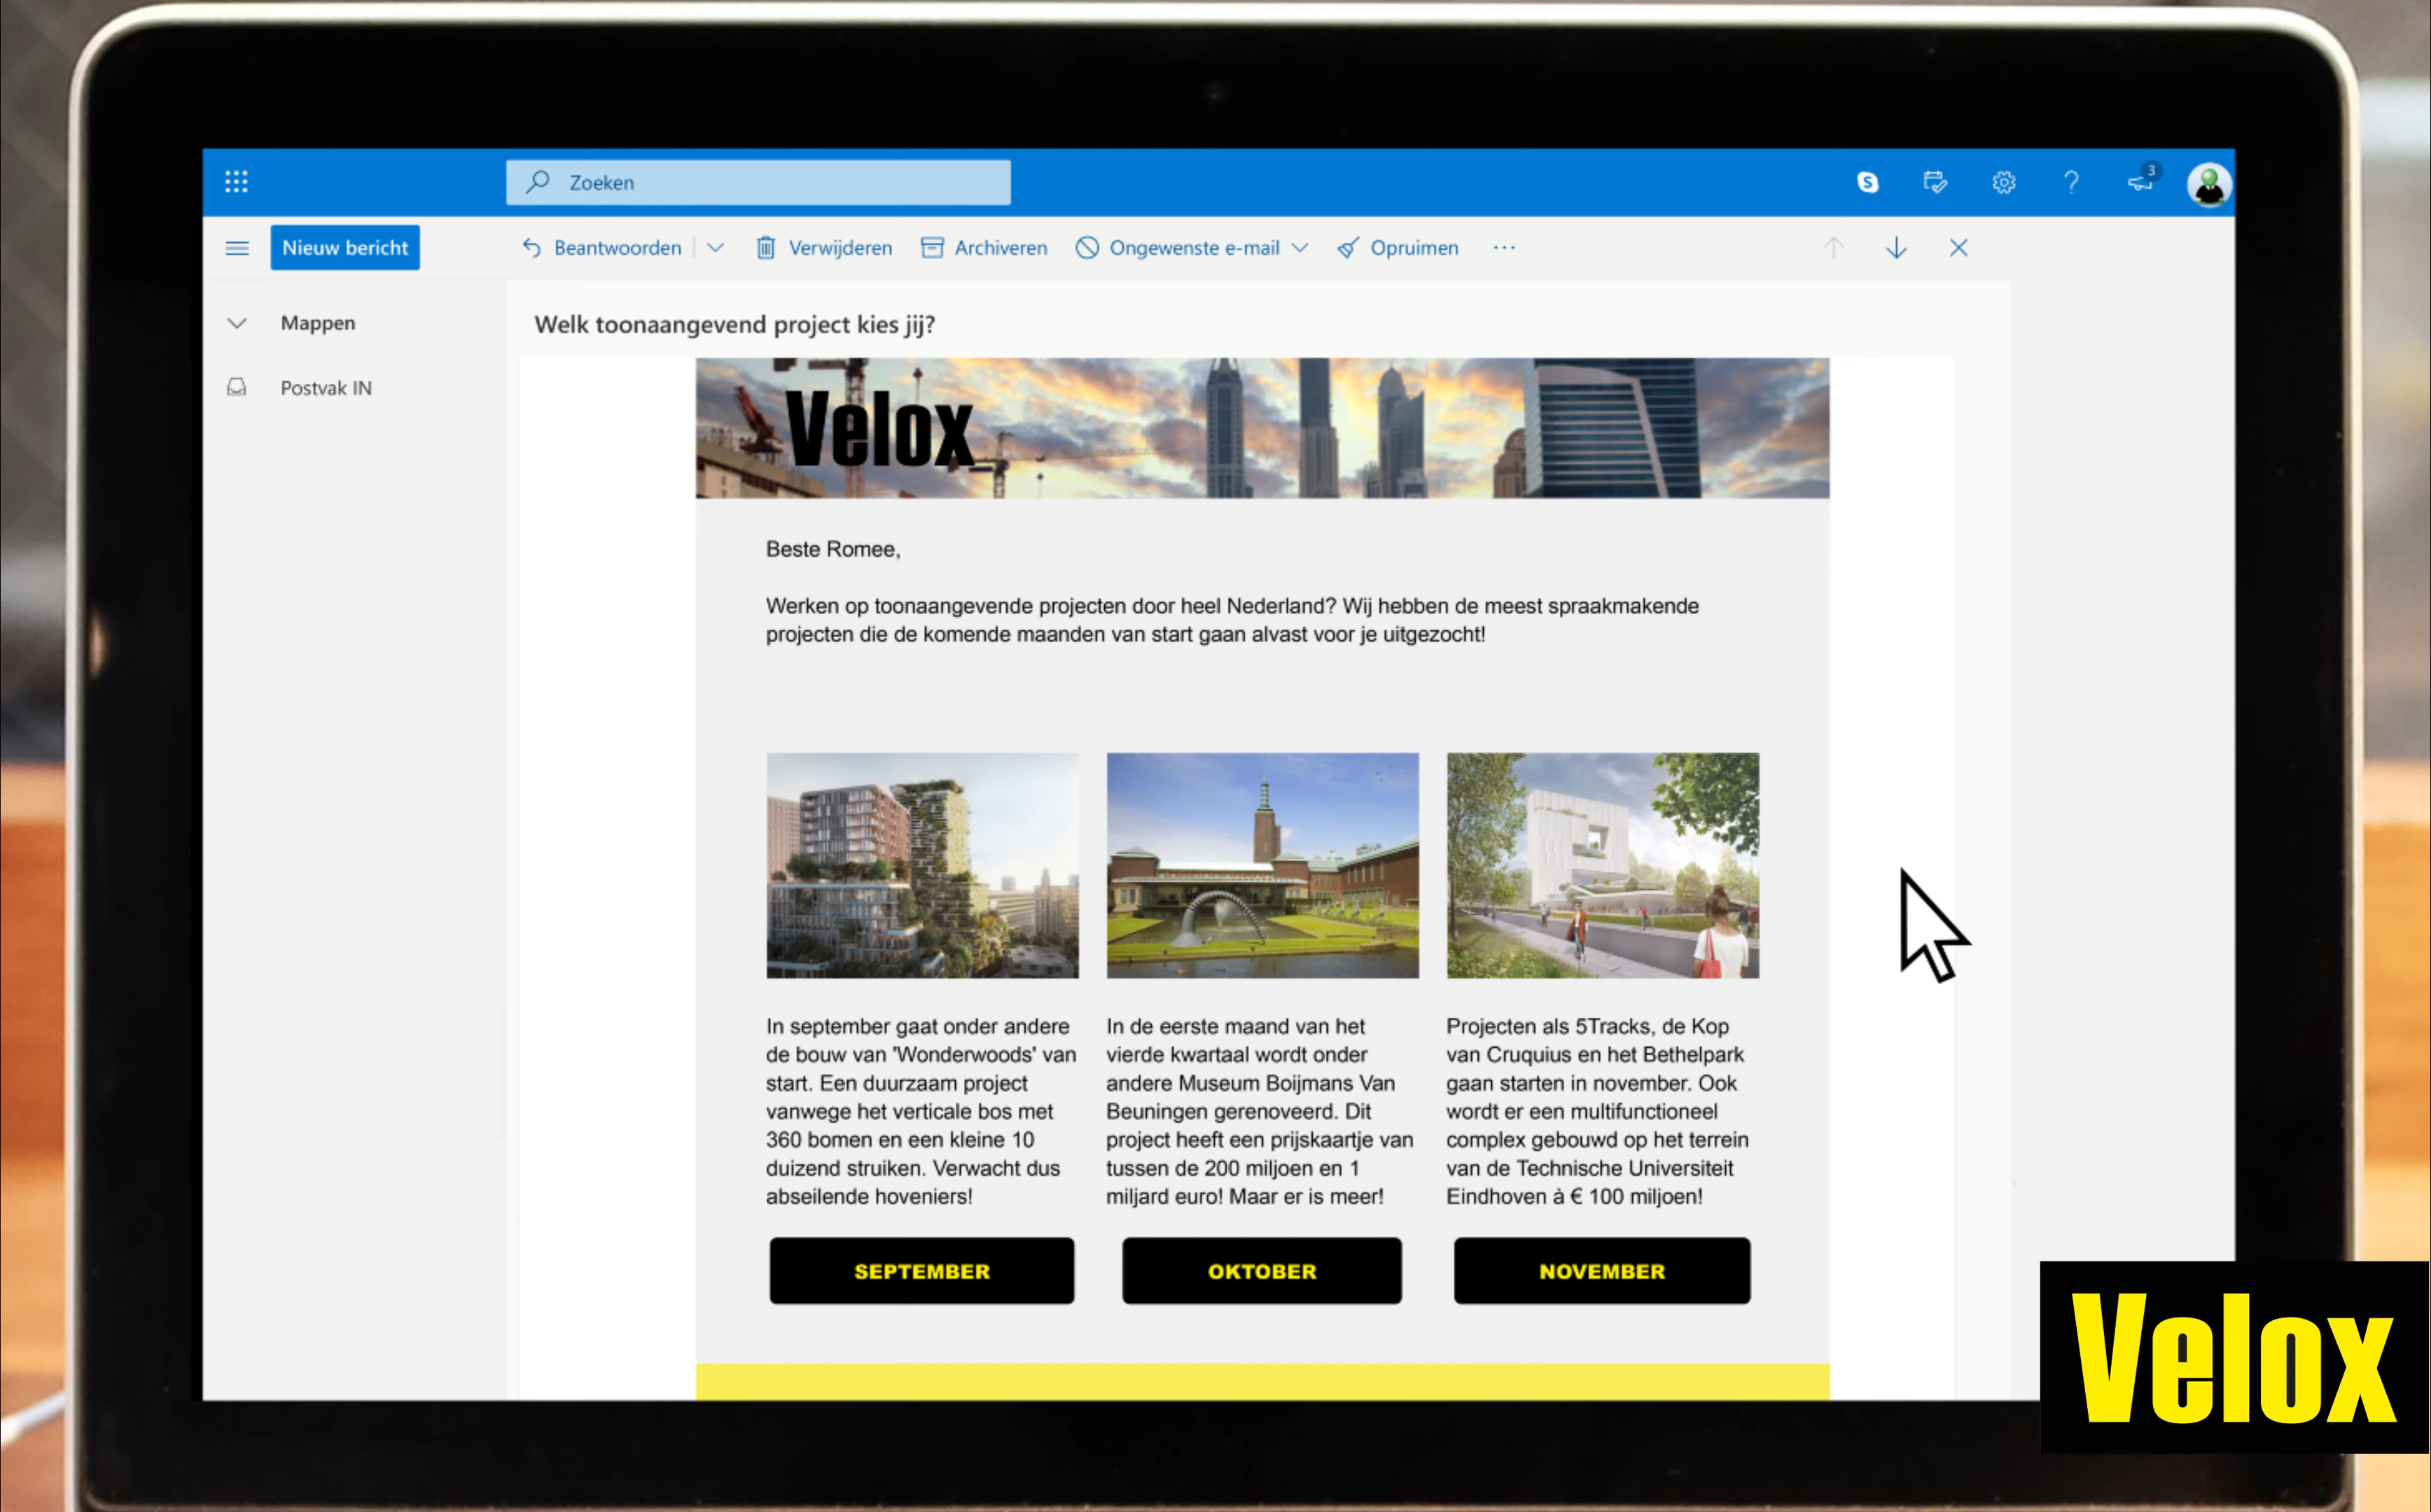 Zoeken
3
Nieuw bericht
Beantwoorden
Verwijderen
Archiveren
Ongewenste e-mail
Opruimen
Mappen
Postvak IN
Welk toonaangevend project kies jij?
Velox
Beste Romee,
Werken op toonaangevende projecten door heel Nederland? Wij hebben de meest spraakmakende
projecten die de komende maanden van start gaan alvast voor je uitgezocht!
In september gaat onder andere
de bouw van 'Wonderwoods' van
start. Een duurzaam project
vanwege het verticale bos met
360 bomen en een kleine 10
duizend struiken. Verwacht dus
abseilende hoveniers!
SEPTEMBER
In de eerste maand van het
vierde kwartaal wordt onder
andere Museum Boijmans Van
Beuningen gerenoveerd. Dit
project heeft een prijskaartje van
tussen de 200 miljoen en 1
miljard euro! Maar er is meer!
OKTOBER
Projecten als 5Tracks, de Kop
van Cruquius en het Bethelpark
gaan starten in november. Ook
wordt er een multifunctioneel
complex gebouwd op het terrein
van de Technische Universiteit
Eindhoven à € 100 miljoen!
NOVEMBER
Velox